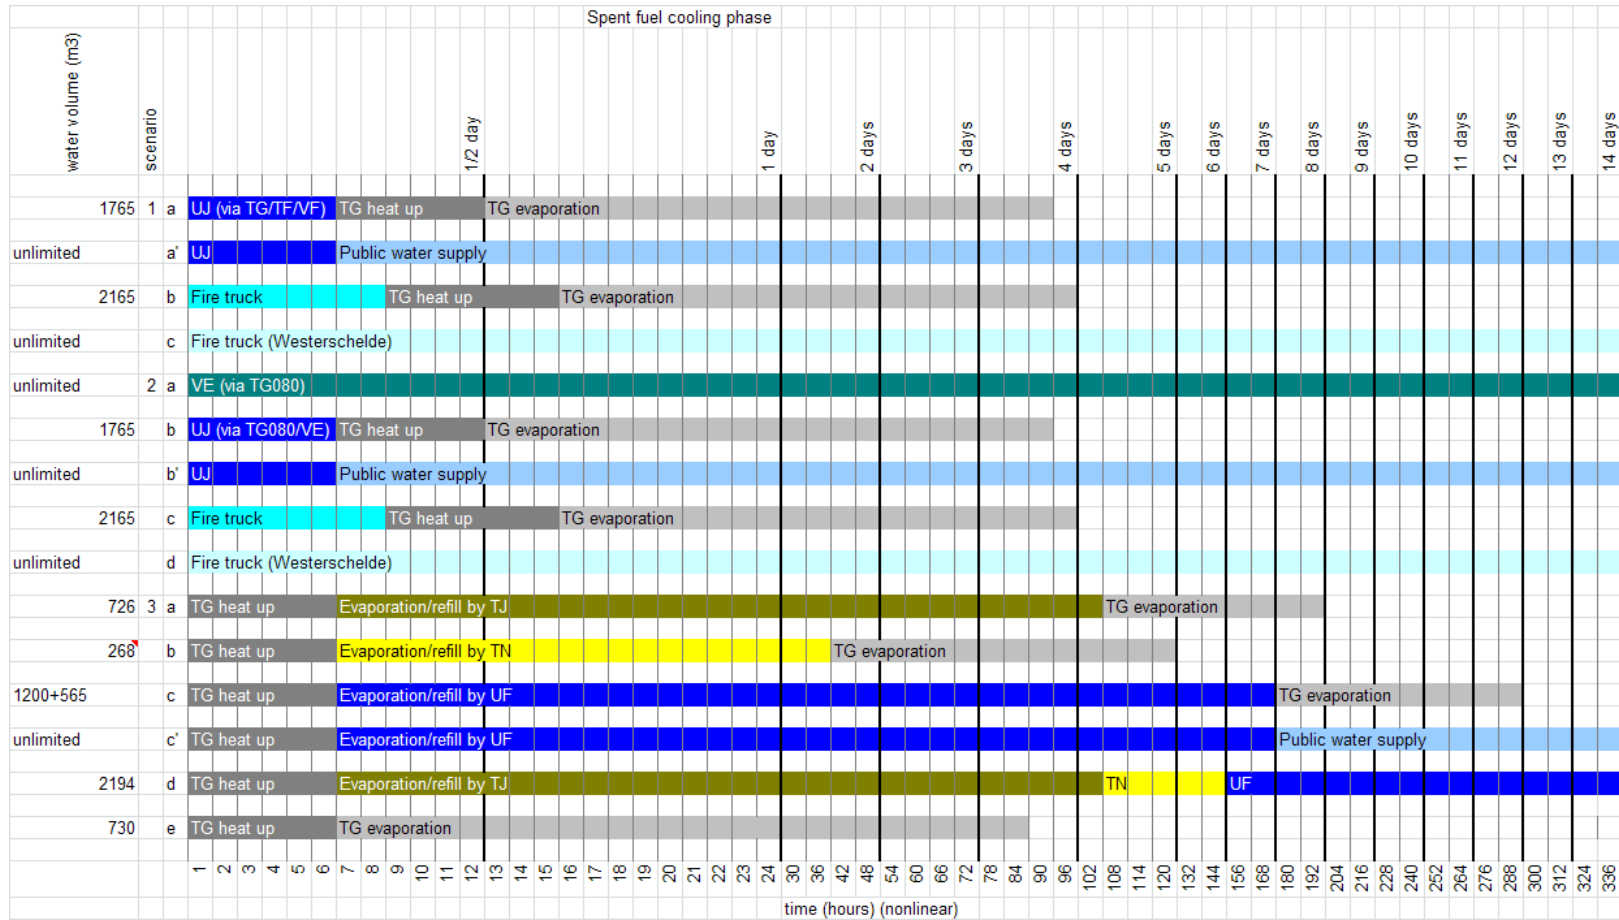 Spent fuel cooling phase
water volume (m3)
scenario
1/2 day
1 day
2 days
3 days
4 days
5 days
6 days
7 days
8 days
9 days
10 days
11 days
12 days
13 days
14 days
1765 1 a UJ (via TG/TF/VF) TG heat up TG evaporation
unlimited a' UJ Public water supply
2165 b Fire truck TG heat up TG evaporation
unlimited c Fire truck (Westerschelde)
unlimited 2 a VE (via TG080)
1765 b UJ (via TG080/VE) TG heat up TG evaporation
unlimited b' UJ Public water supply
2165 c Fire truck TG heat up TG evaporation
unlimited d Fire truck (Westerschelde)
726 3 a TG heat up Evaporation/refill by TJ TG evaporation
268 b TG heat up Evaporation/refill by TN TG evaporation
1200+565 c TG heat up Evaporation/refill by UF TG evaporation
unlimited c' TG heat up Evaporation/refill by UF Public water supply
2194 d TG heat up Evaporation/refill by TJ TN UF
730 e TG heat up TG evaporation
1 2 3 4 5 6 7 8 9 10 11 12 13 14 15 16 17 18 19 20 21 22 23 24 30 36 42 48 54 60 66 72 78 84 90 96 102 108 114 120 132 144 156 168 180 192 204 216 228 240 252 264 276 288 300 312 324 336
time (hours) (nonlinear)